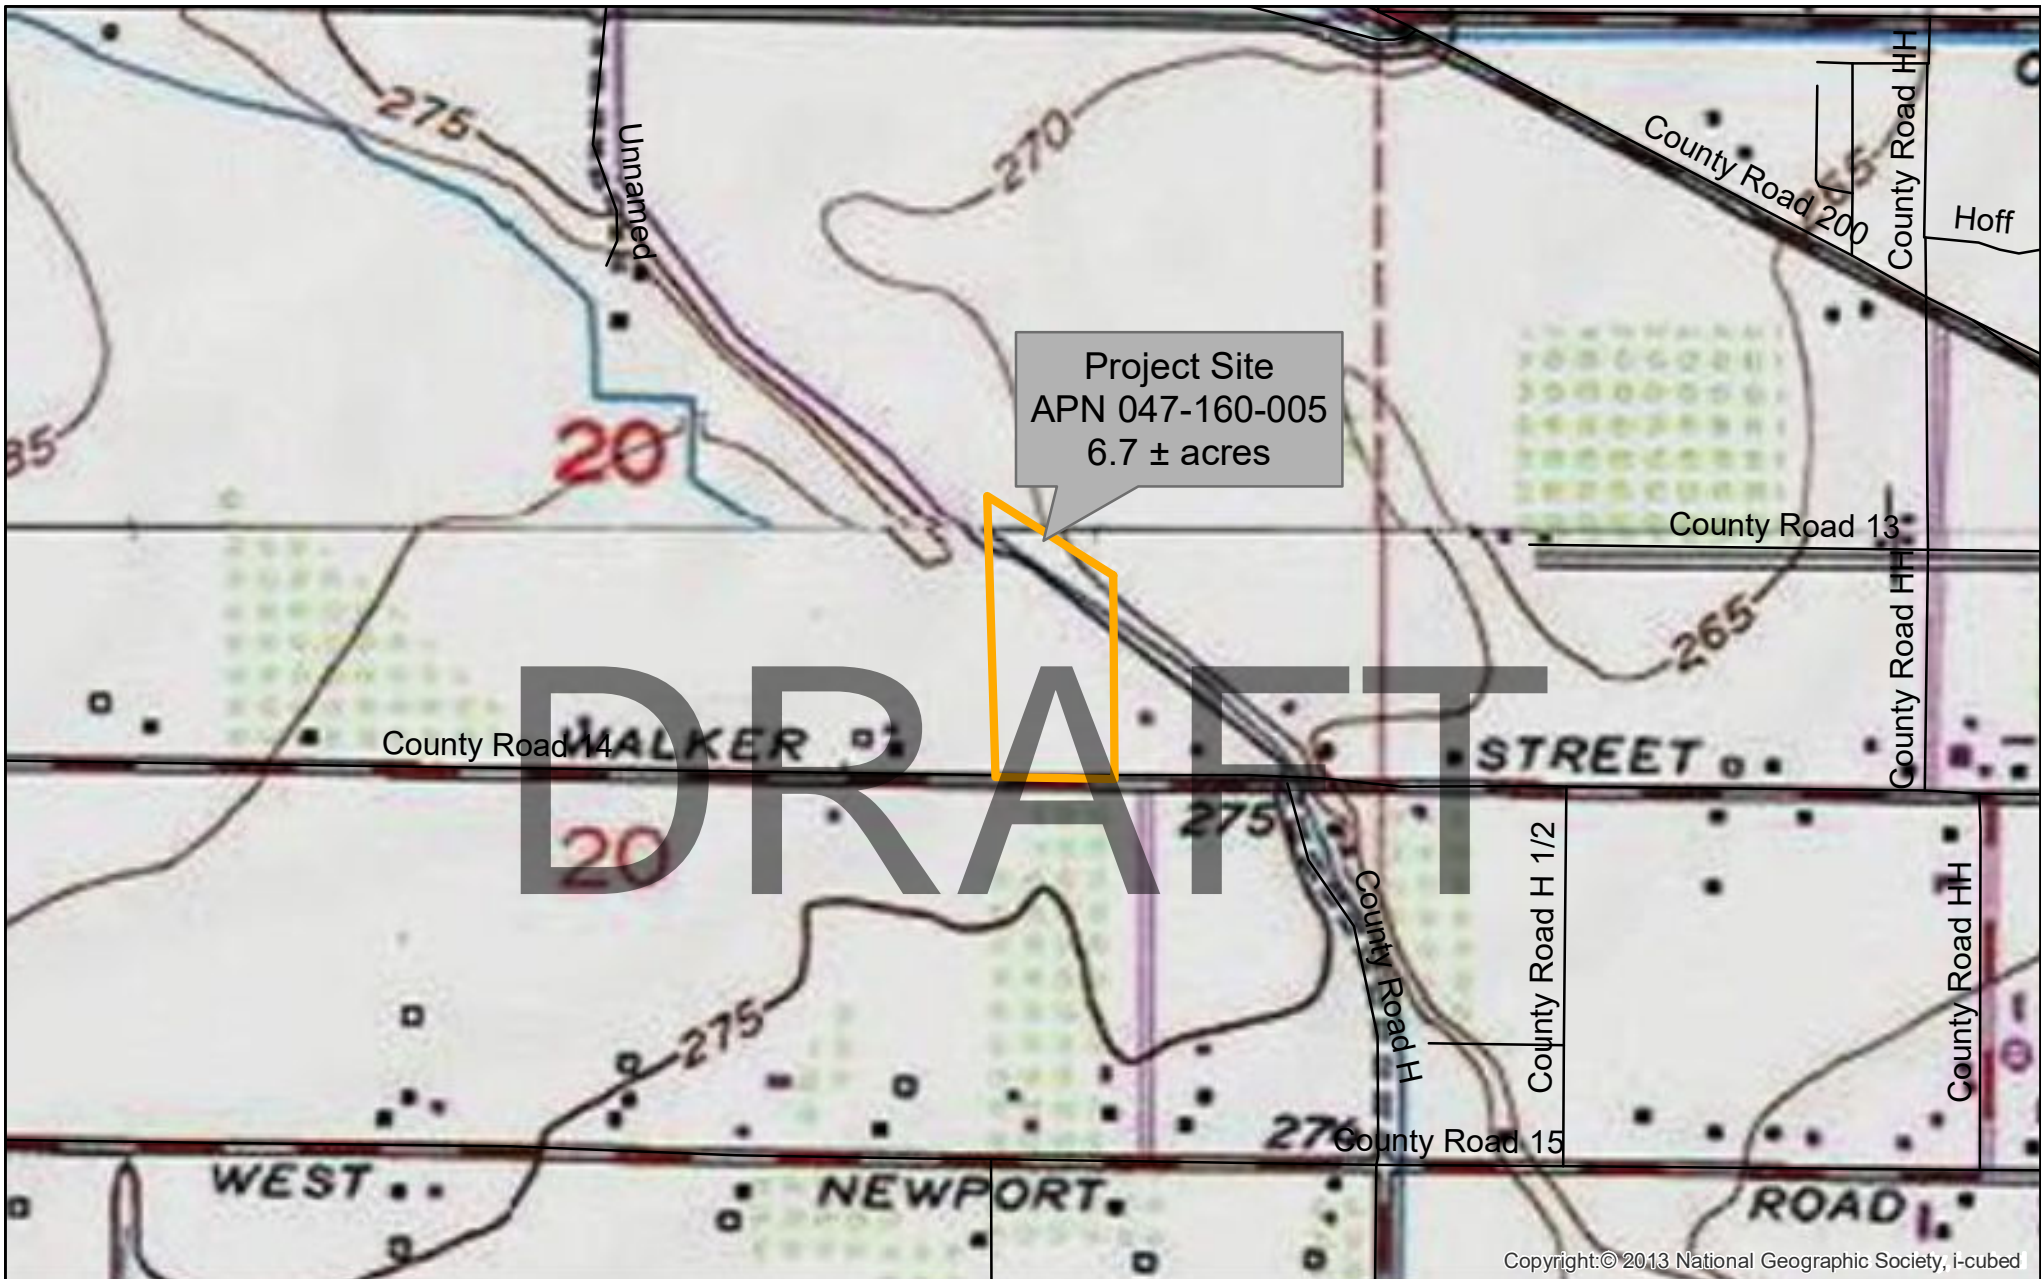 275
Unnamed
270
County Road 200
265
County Road HH
Hoff
Project Site
APN 047-160-005
6.7 ± acres
20
County Road 13
265
County Road HH
DRAFT
County Road 14
WALKER
STREET
275
20
County Road H
County Road H 1/2
County Road HH
275
276
County Road 15
WEST
NEWPORT
ROAD
Copyright:© 2013 National Geographic Society, i-cubed